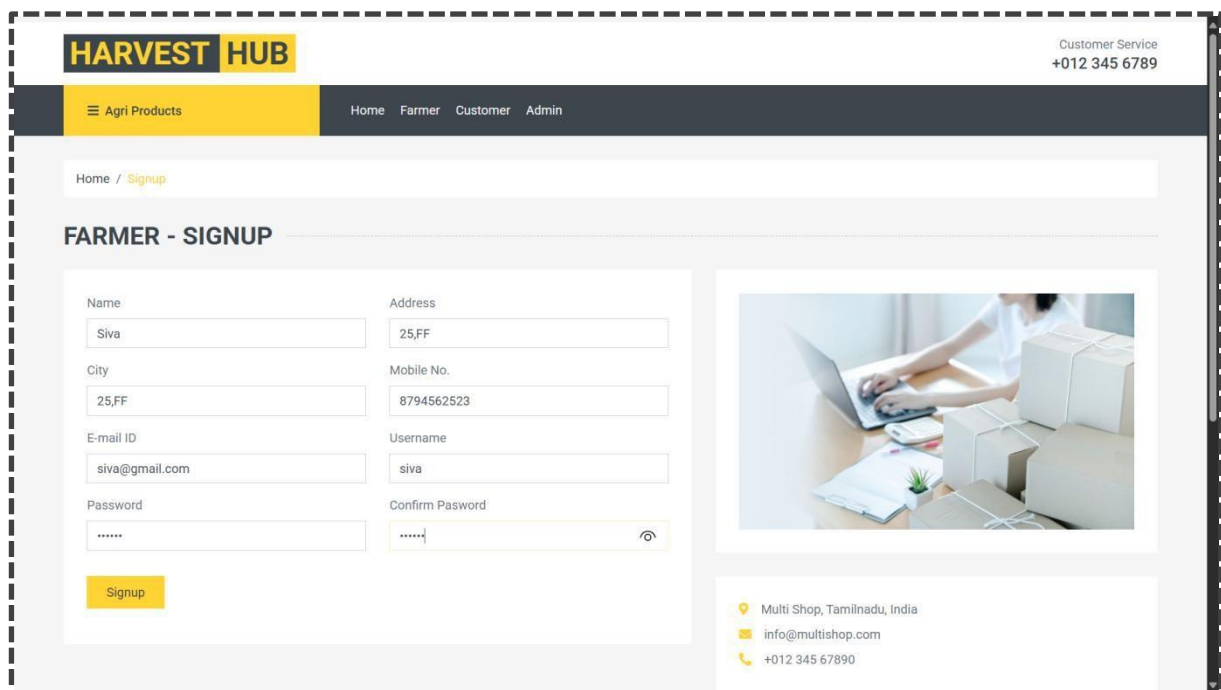 HARVEST HUB
Customer Service
+012 345 6789
Agri Products
Home Farmer Customer Admin
Home / Signup
FARMER - SIGNUP
Name Address
Siva 25,FF
City Mobile No.
25,FF 8794562523
E-mail ID Username
siva@gmail.com siva
Password Confirm Pasword
•••••• ••••••
Signup
Multi Shop, Tamilnadu, India
info@multishop.com
+012 345 67890